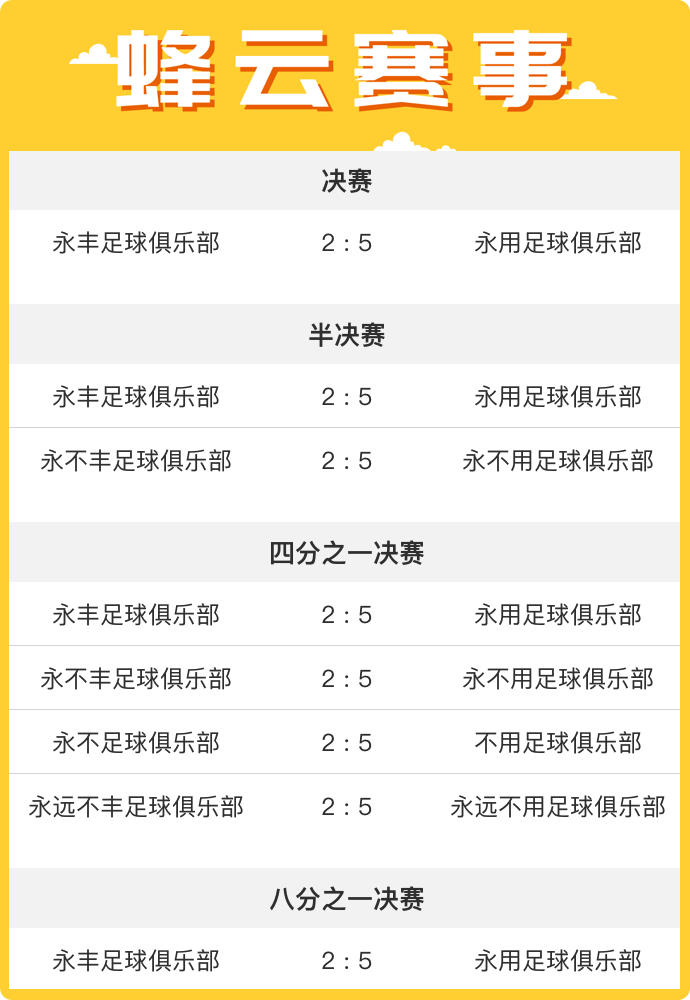 蜂云赛事
决赛
永丰足球俱乐部 2 : 5 永用足球俱乐部
半决赛
永丰足球俱乐部 2 : 5 永用足球俱乐部
永不丰足球俱乐部 2 : 5 永不用足球俱乐部
四分之一决赛
永丰足球俱乐部 2 : 5 永用足球俱乐部
永不丰足球俱乐部 2 : 5 永不用足球俱乐部
永不足球俱乐部 2 : 5 不用足球俱乐部
永远不丰足球俱乐部 2 : 5 永远不用足球俱乐部
八分之一决赛
永丰足球俱乐部 2 : 5 永用足球俱乐部